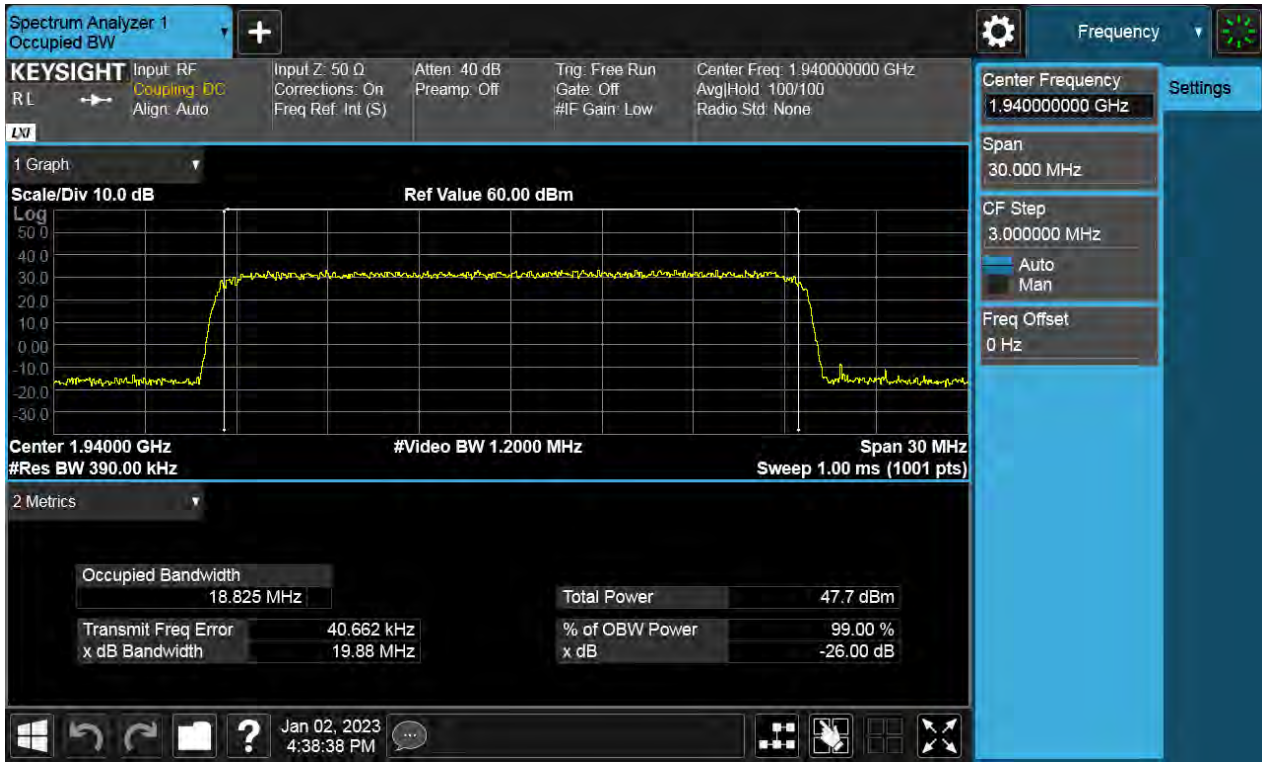 Spectrum Analyzer 1
Occupied BW
+
Frequency
KEYSIGHT
RL
LXI
Input: RF
Coupling: DC
Align: Auto
Input Z: 50 Ω
Corrections: On
Freq Ref: Int (S)
Atten: 40 dB
Preamp: Off
Trig: Free Run
Gate: Off
#IF Gain: Low
Center Freq: 1.940000000 GHz
Avg|Hold: 100/100
Radio Std: None
Center Frequency
1.940000000 GHz
Settings
Span
30.000 MHz
CF Step
3.000000 MHz
Auto
Man
Freq Offset
0 Hz
1 Graph
Scale/Div 10.0 dB
Ref Value 60.00 dBm
Log
50.0
40.0
30.0
20.0
10.0
0.00
-10.0
-20.0
-30.0
Center 1.94000 GHz
#Video BW 1.2000 MHz
Span 30 MHz
#Res BW 390.00 kHz
Sweep 1.00 ms (1001 pts)
2 Metrics
Occupied Bandwidth
18.825 MHz
Total Power 47.7 dBm
Transmit Freq Error 40.662 kHz
% of OBW Power 99.00 %
x dB Bandwidth 19.88 MHz
x dB -26.00 dB
?
Jan 02, 2023
4:38:38 PM